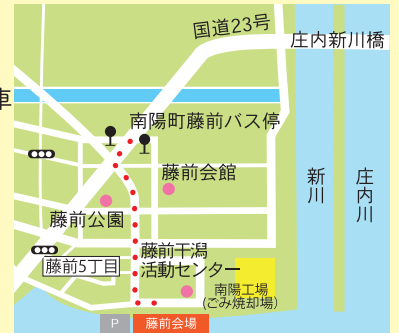 国道23号
庄内新川橋
車
南陽町藤前バス停
藤前会館
新川
庄内川
藤前公園
藤前干潟
活動センター
藤前5丁目
南陽工場
(ごみ焼却場)
P
藤前会場